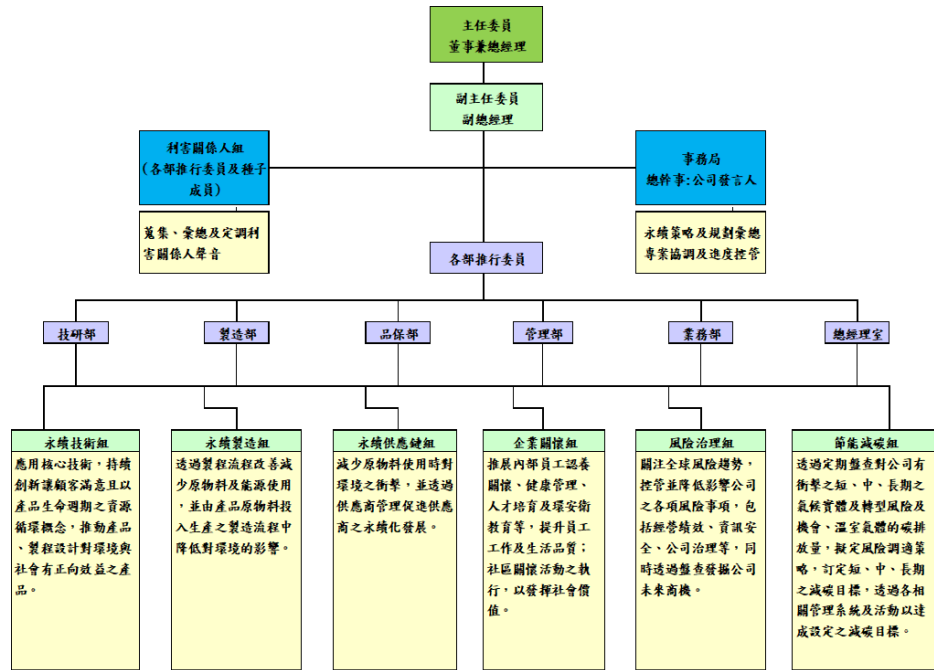 主任委員
董事兼總經理
副主任委員
副總經理
利害關係人組
(各部推行委員及種子
成員)
蒐集、彙總及定調利
害關係人聲音
事務局
總幹事:公司發言人
永續策略及規劃彙總
專案協調及進度控管
各部推行委員
技研部
製造部
品保部
管理部
業務部
總經理室
永續技術組
應用核心技術，持續
創新讓顧客滿意且以
產品生命週期之資源
循環概念，推動產品
、製程設計對環境與
社會有正向效益之產
品。
永續製造組
透過製程流程改善減
少原物料及能源使用
，並由產品原物料投
入生產之製造流程中
降低對環境的影響。
永續供應鏈組
減少原物料使用時對
環境之衝擊，並透過
供應商管理促進供應
商之永續化發展。
企業關懷組
推展內部員工認養
關懷、健康管理、
人才培育及環安衛
教育等，提升員工
工作及生活品質；
社區關懷活動之執
行，以發揮社會價
值。
風險治理組
關注全球風險趨勢，
控管並降低影響公司
之各項風險事項，包
括經營績效、資訊安
全、公司治理等，同
時透過盤查發掘公司
未來商機。
節能減碳組
透過定期盤查對公司有
衝擊之短、中、長期之
氣候實體及轉型風險及
機會、溫室氣體的碳排
放量，擬定風險調適策
略，訂定短、中、長期
之減碳目標，透過各相
關管理系統及活動以達
成設定之減碳目標。